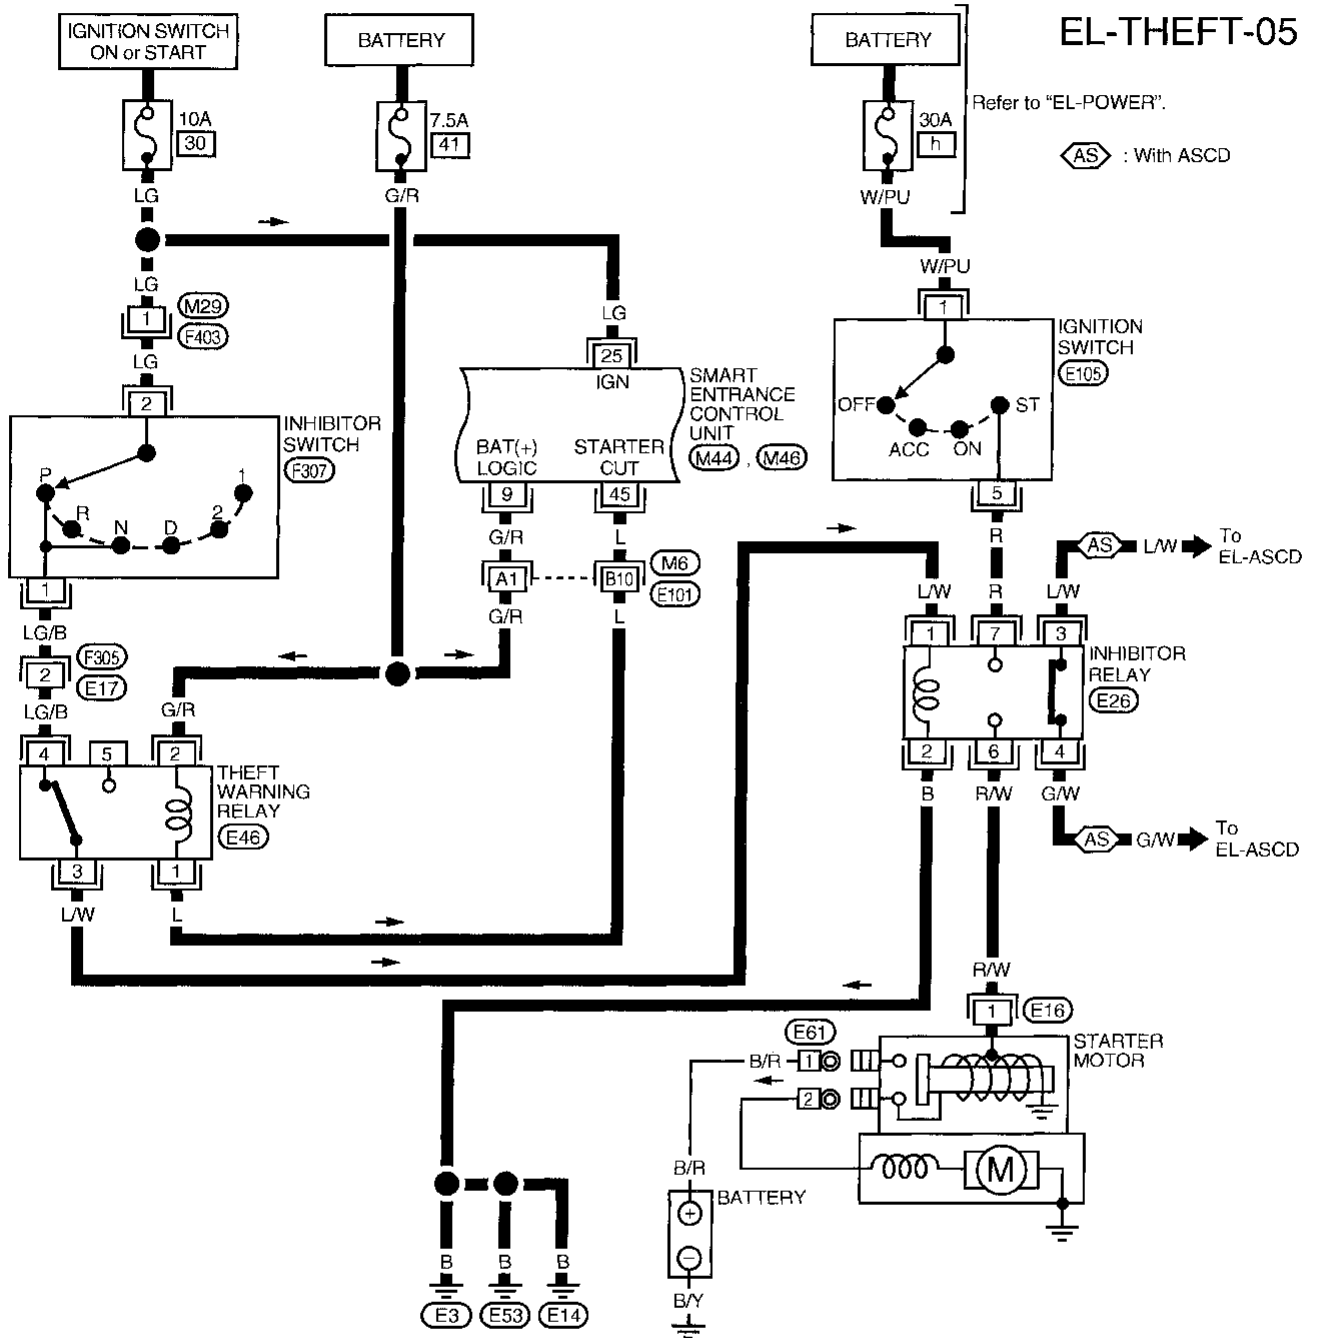 EL-THEFT-05
IGNITION SWITCH
ON or START
BATTERY
BATTERY
Refer to "EL-POWER".
10A
30
7.5A
41
30A
h
AS : With ASCD
LG
G/R
W/PU
W/PU
LG
1
M29
F403
LG
LG
25
IGN
SMART
ENTRANCE
CONTROL
UNIT
M44 , M46
BAT(+)
LOGIC
STARTER
CUT
9
45
1
IGNITION
SWITCH
E105
OFF
ACC
ON
ST
5
2
INHIBITOR
SWITCH
F307
P
R
N
D
2
1
1
G/R
L
A1
B10
M6
E101
G/R
L
R
L/W
R
L/W
AS
L/W
To
EL-ASCD
LG/B
2
F305
E17
LG/B
G/R
1
7
3
INHIBITOR
RELAY
E26
2
6
4
B
R/W
G/W
AS
G/W
To
EL-ASCD
4
5
2
THEFT
WARNING
RELAY
E46
3
1
L/W
L
R/W
1
E16
E61
STARTER
MOTOR
B/R
1
2
M
B/R
BATTERY
+
−
B/Y
B
B
B
E3
E53
E14